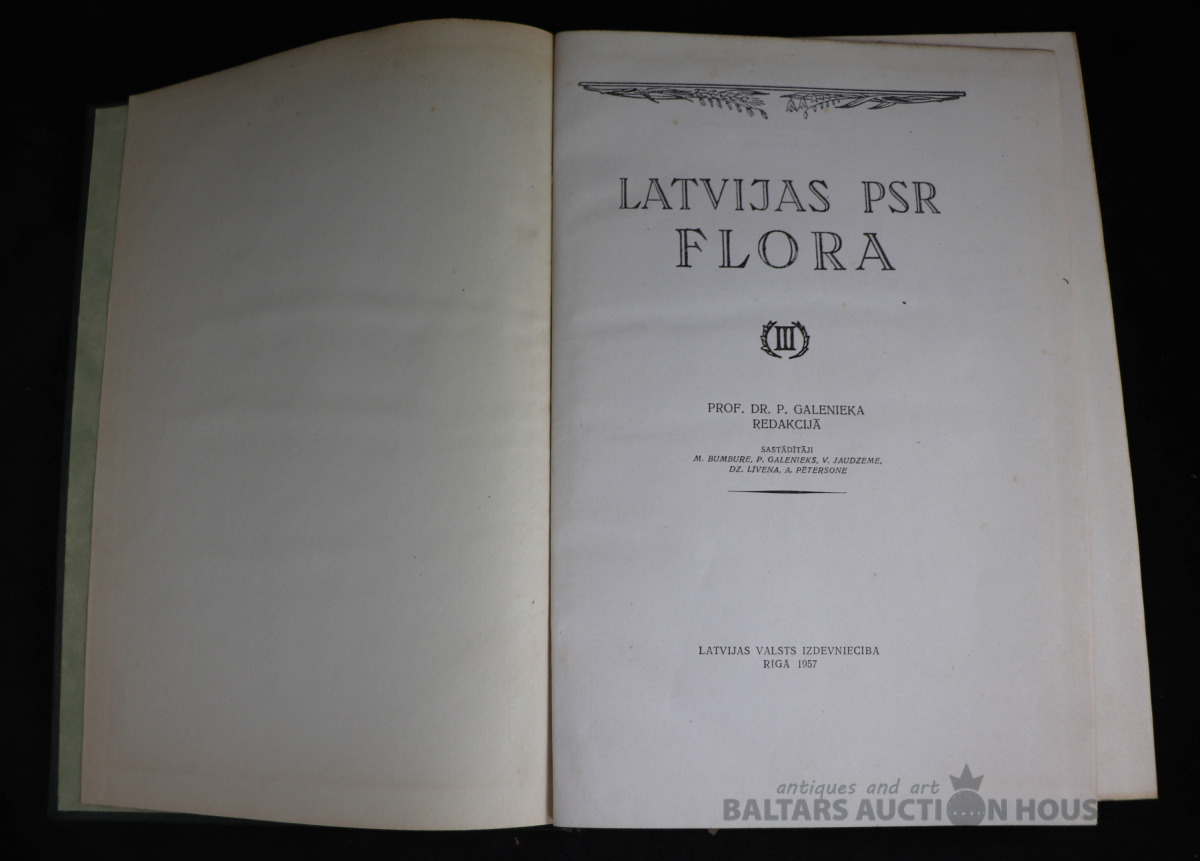 LATVIJAS PSR
FLORA
III
PROF. DR. P. GALENIEKA
REDAKCIJĀ
SASTĀDĪTĀJI
M. BUMBURE, P. GALENIEKS, V. JAUDZEME,
DZ. LĪVENA, A. PĒTERSONE
LATVIJAS VALSTS IZDEVNIECĪBA
RĪGĀ 1957
antiques and art
BALTARS AUCTION HOUS